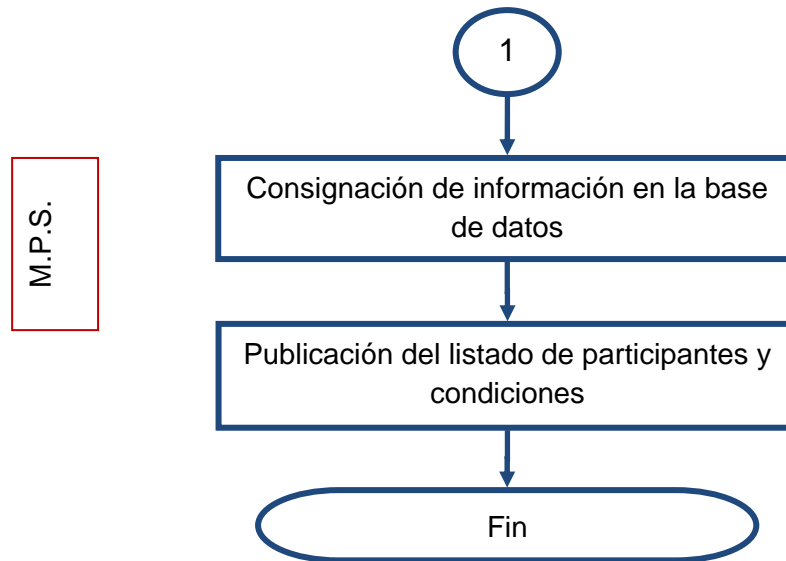 1
M.P.S.
Consignación de información en la base
de datos
Publicación del listado de participantes y
condiciones
Fin